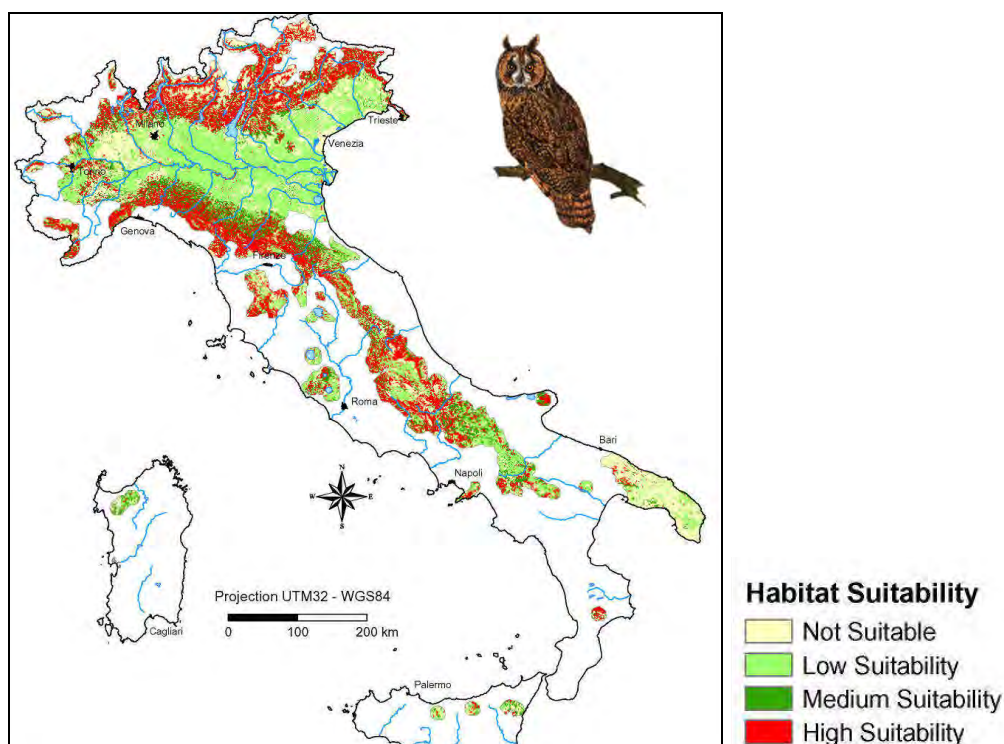 Milano
Trieste
Venezia
Torino
Genova
Firenze
Roma
Bari
Napoli
N
W
E
S
Projection UTM32 - WGS84
0 100 200 km
Cagliari
Palermo
Habitat Suitability
Not Suitable
Low Suitability
Medium Suitability
High Suitability